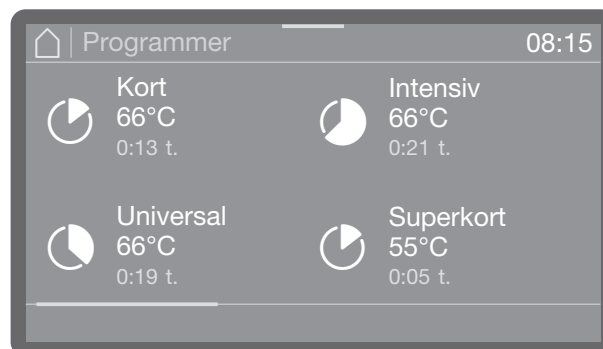 Programmer
08:15
Kort
66°C
0:13 t.
Intensiv
66°C
0:21 t.
Universal
66°C
0:19 t.
Superkort
55°C
0:05 t.